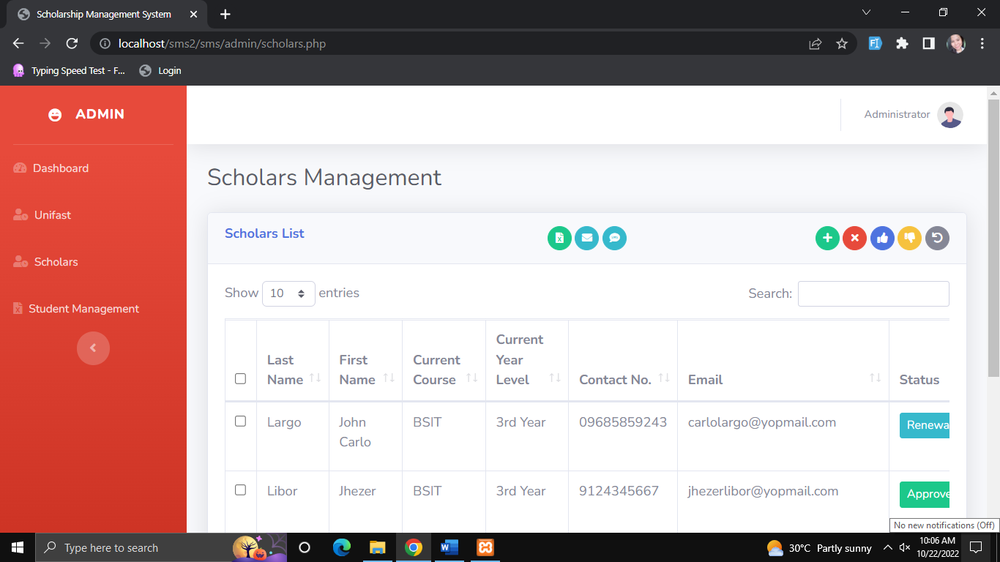 Scholarship Management System
localhost/sms2/sms/admin/scholars.php
Typing Speed Test - F...
Login
ADMIN
Administrator
Dashboard
Unifast
Scholars
Student Management
Scholars Management
Scholars List
SMS
Show 10 entries
Search:
Last Name
First Name
Current Course
Current Year Level
Contact No.
Email
Status
Largo
John Carlo
BSIT
3rd Year
09685859243
carlolargo@yopmail.com
Renewa
Libor
Jhezer
BSIT
3rd Year
9124345667
jhezerlibor@yopmail.com
Approve
No new notifications (Off)
Type here to search
30°C Partly sunny
10:06 AM
10/22/2022